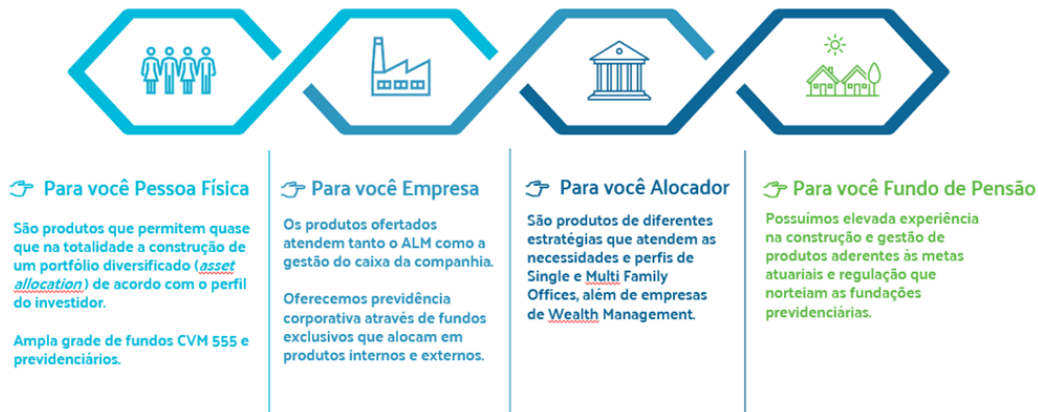 Para você Pessoa Física
São produtos que permitem quase
que na totalidade a construção de
um portfólio diversificado (asset
allocation) de acordo com o perfil
do investidor.
Ampla grade de fundos CVM 555 e
previdenciários.
Para você Empresa
Os produtos ofertados
atendem tanto o ALM como a
gestão do caixa da companhia.
Oferecemos previdência
corporativa através de fundos
exclusivos que alocam em
produtos internos e externos.
Para você Alocador
São produtos de diferentes
estratégias que atendem as
necessidades e perfis de
Single e Multi Family
Offices, além de empresas
de Wealth Management.
Para você Fundo de Pensão
Possuímos elevada experiência
na construção e gestão de
produtos aderentes às metas
atuariais e regulação que
norteiam as fundações
previdenciárias.